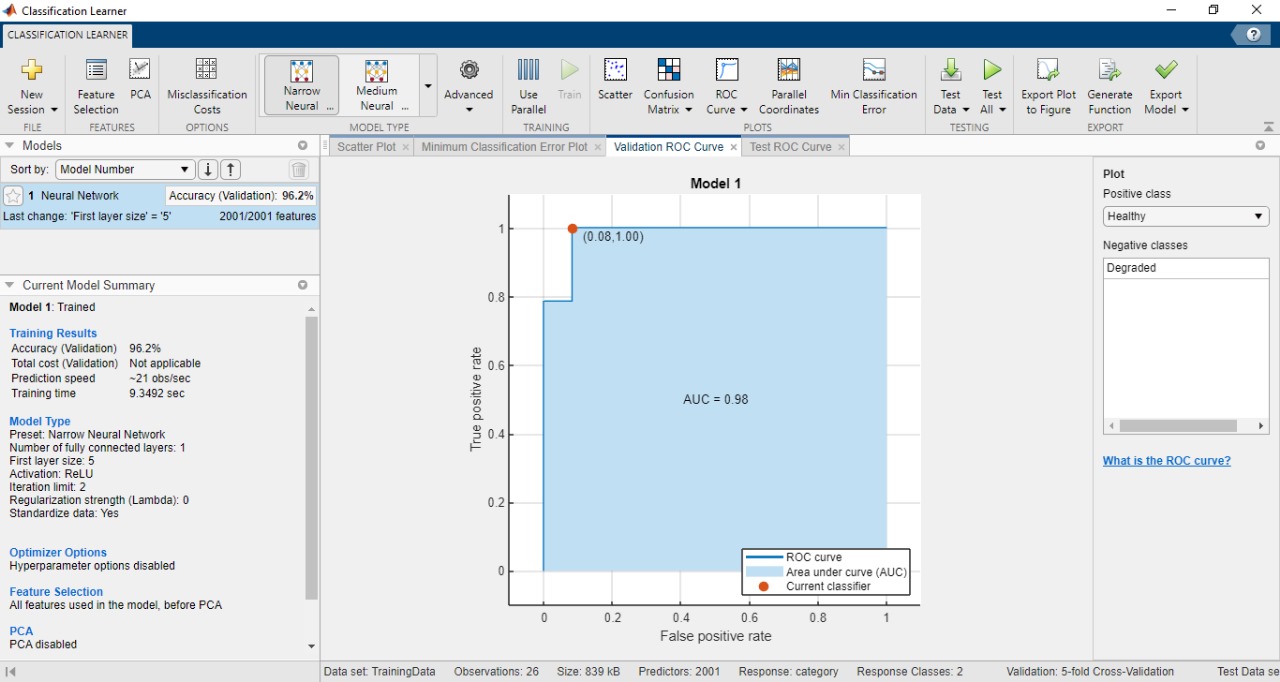 Classification Learner
CLASSIFICATION LEARNER
?
New
Session
Feature
Selection
PCA
Misclassification
Costs
Narrow
Neural ...
Medium
Neural ...
Advanced
Use
Parallel
Train
Scatter
Confusion
Matrix
ROC
Curve
Parallel
Coordinates
Min Classification
Error
Test
Data
Test
All
Export Plot
to Figure
Generate
Function
Export
Model
FILE
FEATURES
OPTIONS
MODEL TYPE
TRAINING
PLOTS
TESTING
EXPORT
Models
Sort by: Model Number
1 Neural Network Accuracy (Validation): 96.2%
Last change: 'First layer size' = '5' 2001/2001 features
Current Model Summary
Model 1: Trained
Training Results
Accuracy (Validation) 96.2%
Total cost (Validation) Not applicable
Prediction speed ~21 obs/sec
Training time 9.3492 sec
Model Type
Preset: Narrow Neural Network
Number of fully connected layers: 1
First layer size: 5
Activation: ReLU
Iteration limit: 2
Regularization strength (Lambda): 0
Standardize data: Yes
Optimizer Options
Hyperparameter options disabled
Feature Selection
All features used in the model, before PCA
PCA
PCA disabled
Scatter Plot
Minimum Classification Error Plot
Validation ROC Curve
Test ROC Curve
Model 1
1
0.8
0.6
0.4
0.2
0
True positive rate
(0.08,1.00)
AUC = 0.98
ROC curve
Area under curve (AUC)
Current classifier
0 0.2 0.4 0.6 0.8 1
False positive rate
Plot
Positive class
Healthy
Negative classes
Degraded
What is the ROC curve?
Data set: TrainingData Observations: 26 Size: 839 kB Predictors: 2001 Response: category Response Classes: 2 Validation: 5-fold Cross-Validation Test Data se